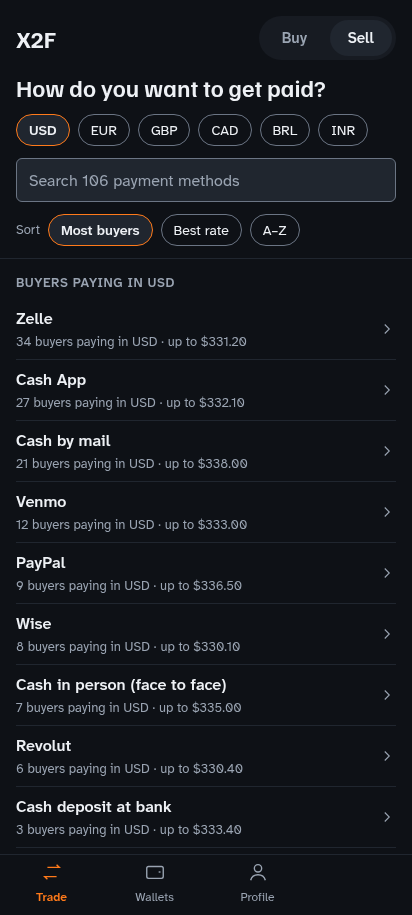 X2F
Buy Sell
How do you want to get paid?
USD EUR GBP CAD BRL INR
Search 106 payment methods
Sort Most buyers Best rate A–Z
BUYERS PAYING IN USD
Zelle
34 buyers paying in USD · up to $331.20
Cash App
27 buyers paying in USD · up to $332.10
Cash by mail
21 buyers paying in USD · up to $338.00
Venmo
12 buyers paying in USD · up to $333.00
PayPal
9 buyers paying in USD · up to $336.50
Wise
8 buyers paying in USD · up to $330.10
Cash in person (face to face)
7 buyers paying in USD · up to $335.00
Revolut
6 buyers paying in USD · up to $330.40
Cash deposit at bank
3 buyers paying in USD · up to $333.40
Trade Wallets Profile